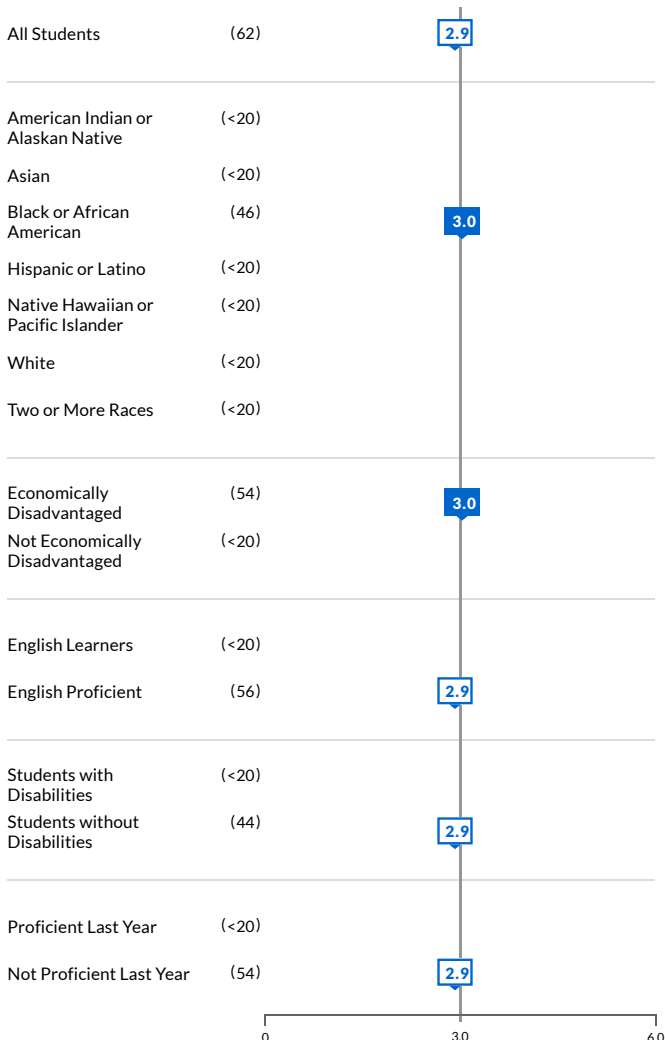 All Students (62) 2.9
American Indian or (<20)
Alaskan Native
Asian (<20)
Black or African (46) 3.0
American
Hispanic or Latino (<20)
Native Hawaiian or (<20)
Pacific Islander
White (<20)
Two or More Races (<20)
Economically (54) 3.0
Disadvantaged
Not Economically (<20)
Disadvantaged
English Learners (<20)
English Proficient (56) 2.9
Students with (<20)
Disabilities
Students without (44) 2.9
Disabilities
Proficient Last Year (<20)
Not Proficient Last Year (54) 2.9
0 3.0 6.0